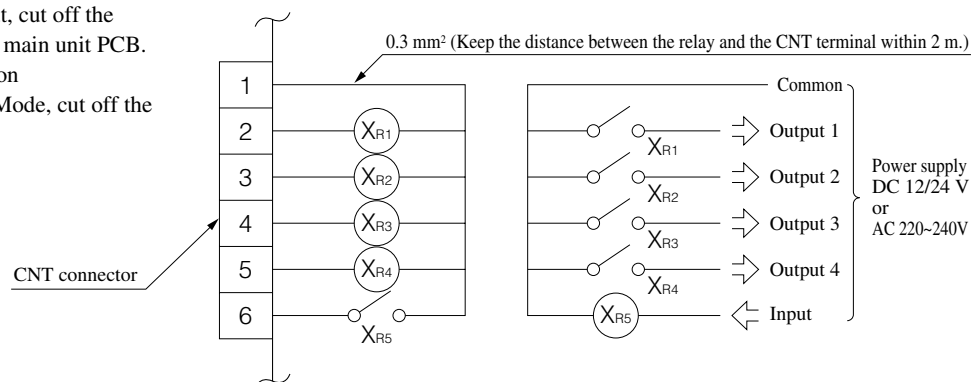 t, cut off the
main unit PCB.
on
Mode, cut off the
0.3 mm² (Keep the distance between the relay and the CNT terminal within 2 m.)
1
2
3
4
5
6
XR1
XR2
XR3
XR4
XR5
CNT connector
Common
XR1
Output 1
XR2
Output 2
XR3
Output 3
XR4
Output 4
XR5
Input
Power supply
DC 12/24 V
or
AC 220~240V